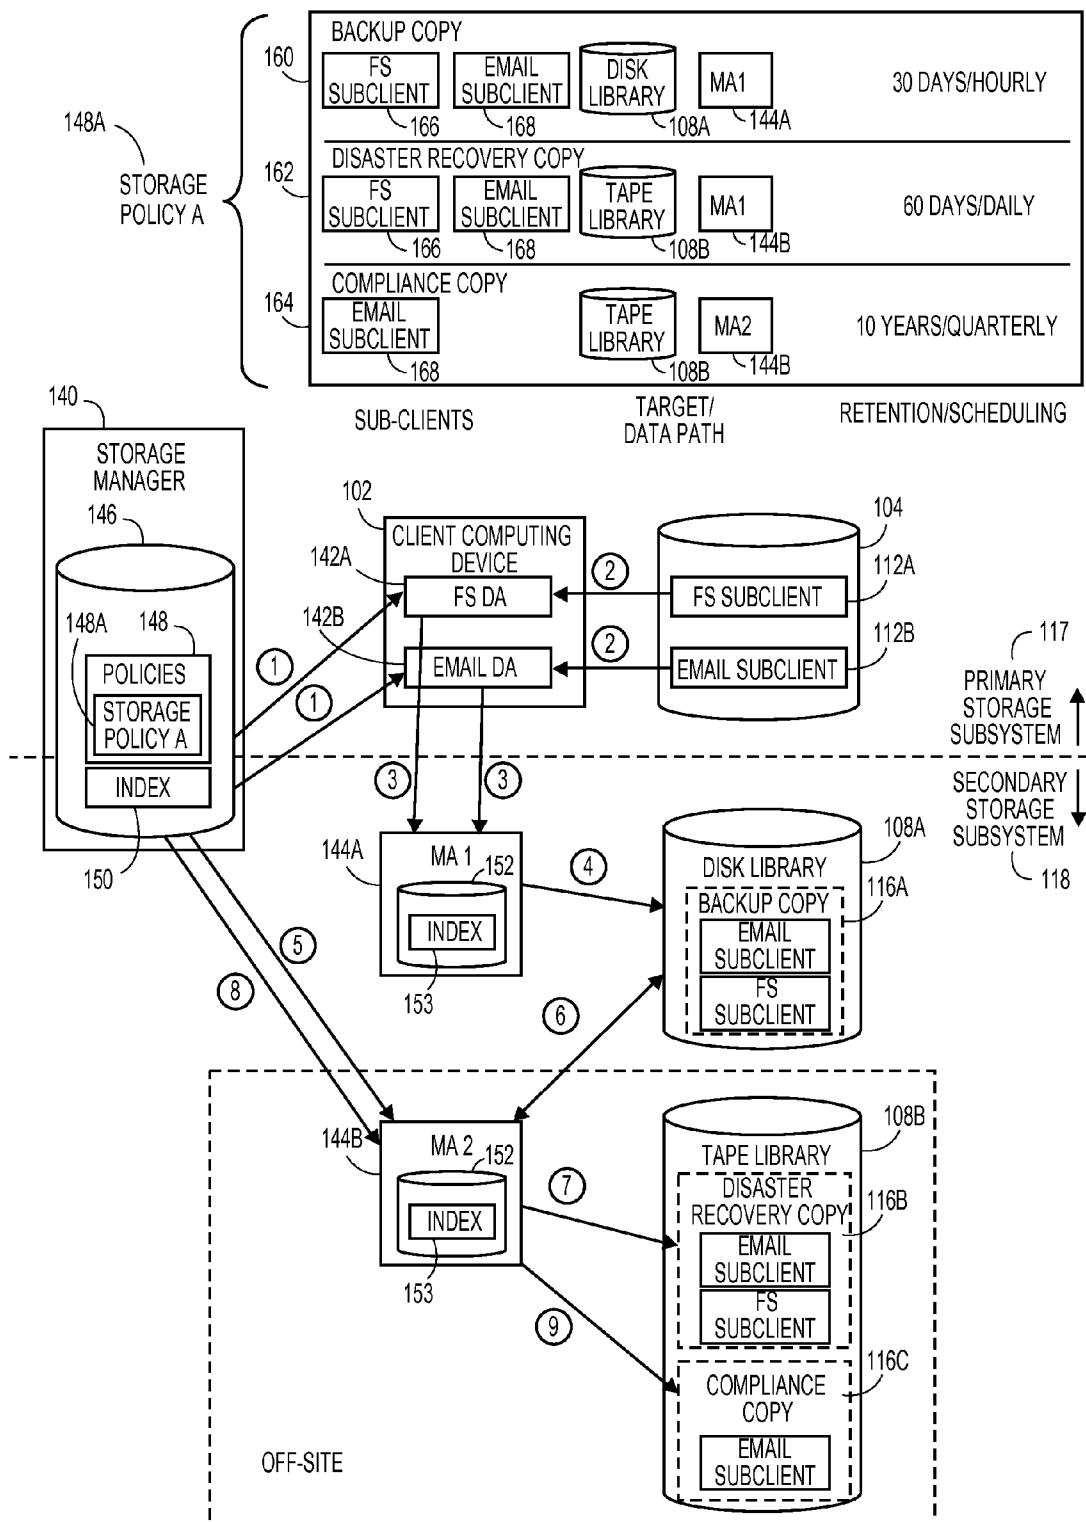 BACKUP COPY
160
FS
SUBCLIENT
166
EMAIL
SUBCLIENT
168
DISK
LIBRARY
108A
MA1
144A
30 DAYS/HOURLY
148A
STORAGE
POLICY A
DISASTER RECOVERY COPY
162
FS
SUBCLIENT
166
EMAIL
SUBCLIENT
168
TAPE
LIBRARY
108B
MA1
144B
60 DAYS/DAILY
COMPLIANCE COPY
164
EMAIL
SUBCLIENT
168
TAPE
LIBRARY
108B
MA2
144B
10 YEARS/QUARTERLY
SUB-CLIENTS
TARGET/
DATA PATH
RETENTION/SCHEDULING
140
STORAGE
MANAGER
146
148A
148
POLICIES
STORAGE
POLICY A
INDEX
150
1
1
102
CLIENT COMPUTING
DEVICE
142A
FS DA
142B
EMAIL DA
2
2
104
112A
FS SUBCLIENT
112B
EMAIL SUBCLIENT
117
PRIMARY
STORAGE
SUBSYSTEM
SECONDARY
STORAGE
SUBSYSTEM
118
3
3
144A
MA 1
152
INDEX
153
4
108A
DISK LIBRARY
116A
BACKUP COPY
EMAIL
SUBCLIENT
FS
SUBCLIENT
5
8
6
144B
MA 2
152
INDEX
153
7
9
108B
TAPE LIBRARY
DISASTER
RECOVERY COPY
116B
EMAIL
SUBCLIENT
FS
SUBCLIENT
116C
COMPLIANCE
COPY
EMAIL
SUBCLIENT
OFF-SITE